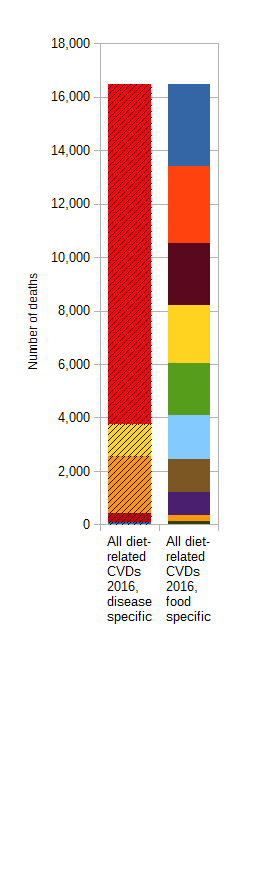 18,000
16,000
14,000
12,000
10,000
8,000
6,000
4,000
2,000
0
Number of deaths
All diet-
related
CVDs
2016,
disease
specific
All diet-
related
CVDs
2016,
food
specific